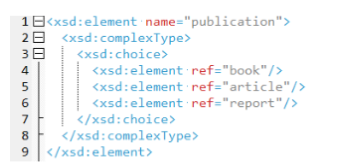 1 <xsd:element name="publication">
2 <xsd:complexType>
3 <xsd:choice>
4 <xsd:element ref="book"/>
5 <xsd:element ref="article"/>
6 <xsd:element ref="report"/>
7 </xsd:choice>
8 </xsd:complexType>
9 </xsd:element>